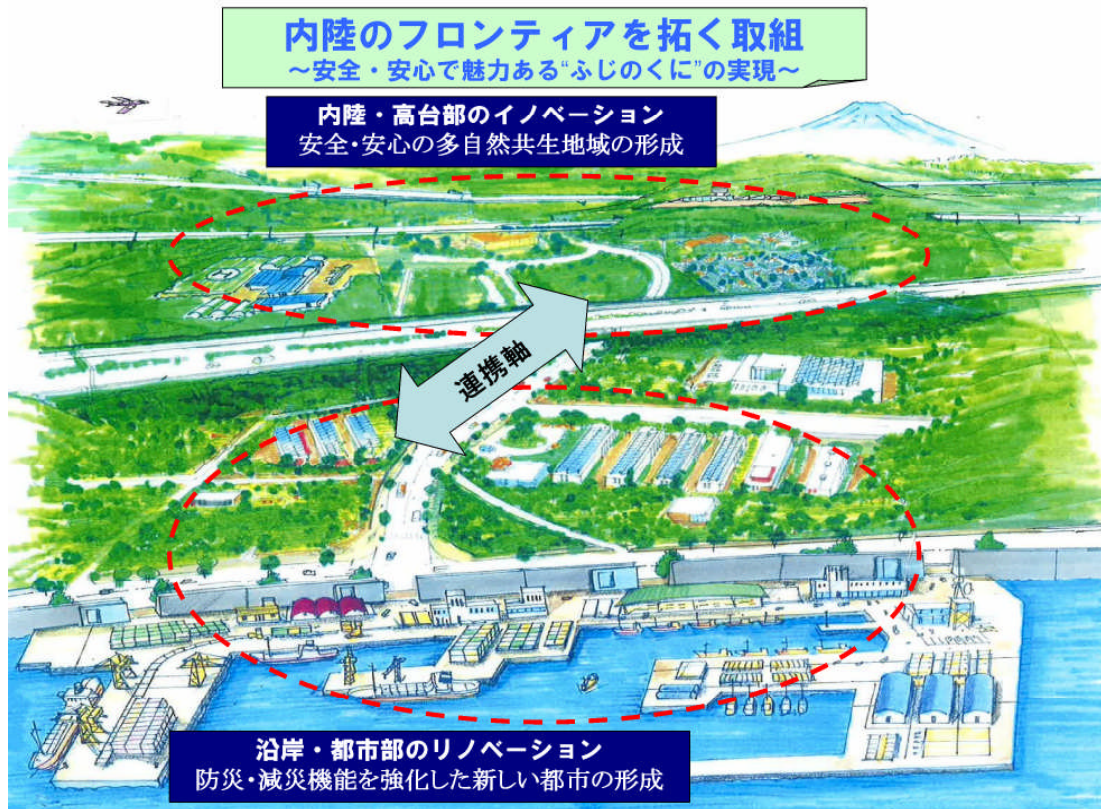 内陸のフロンティアを拓く取組
～安全・安心で魅力ある“ふじのくに”の実現～
内陸・高台部のイノベーション
安全・安心の多自然共生地域の形成
連携軸
沿岸・都市部のリノベーション
防災・減災機能を強化した新しい都市の形成